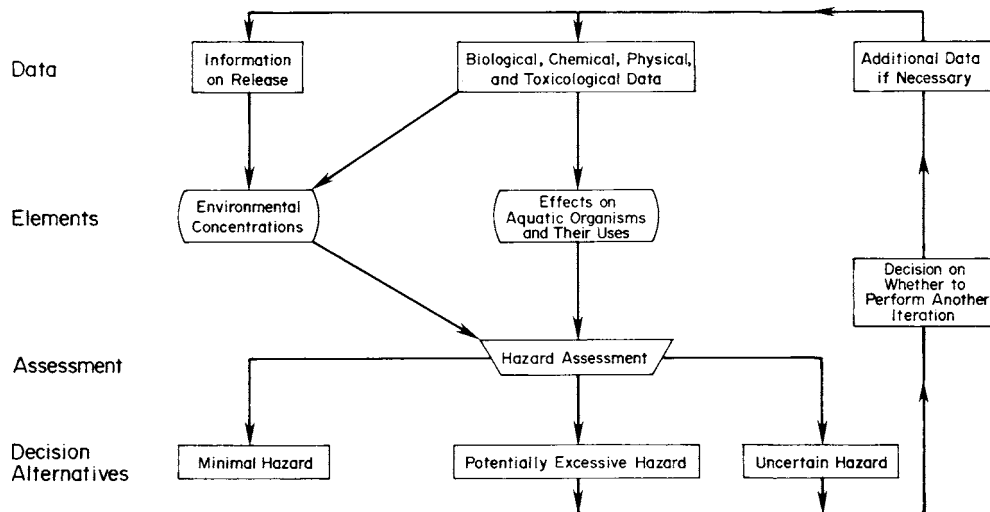 Data
Information
on Release
Biological, Chemical, Physical,
and Toxicological Data
Additional Data
if Necessary
Elements
Environmental
Concentrations
Effects on
Aquatic Organisms
and Their Uses
Decision on
Whether to
Perform Another
Iteration
Assessment
Hazard Assessment
Decision
Alternatives
Minimal Hazard
Potentially Excessive Hazard
Uncertain Hazard